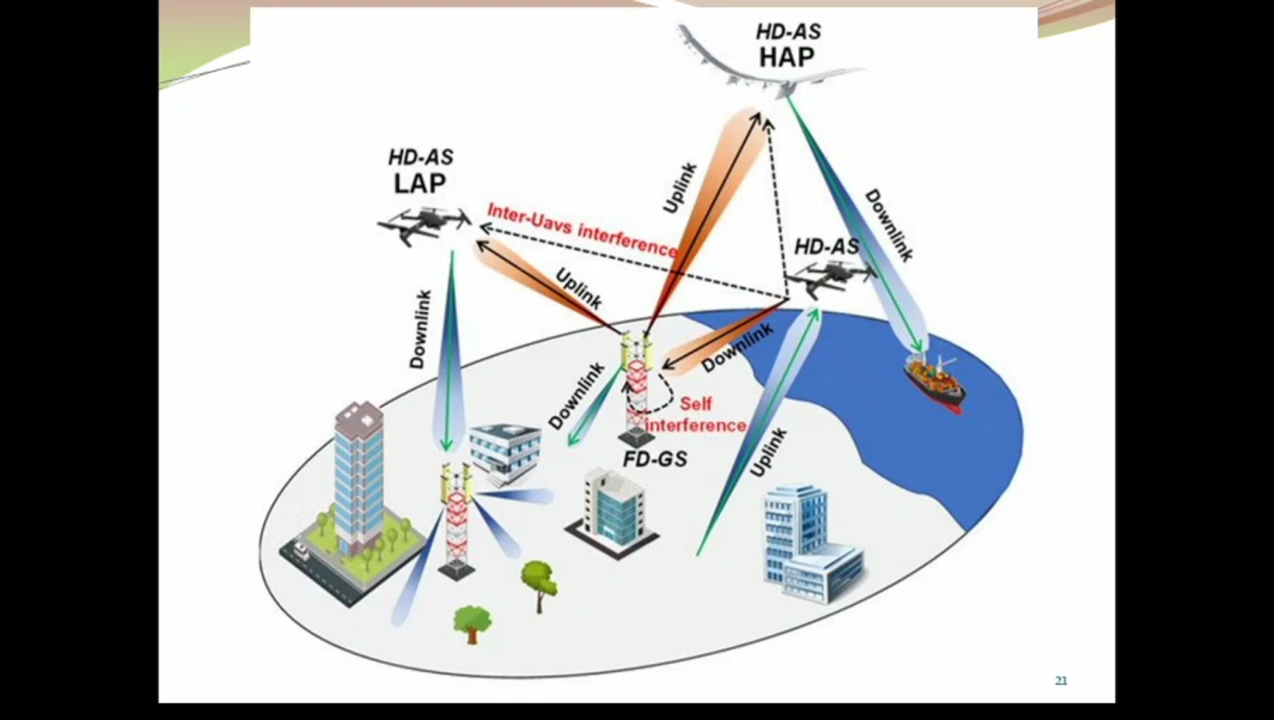 HD-AS
HAP
HD-AS
LAP
Uplink
Inter-Uavs interference
Downlink
HD-AS
Uplink
Downlink
Downlink
Downlink
Self
interference
Uplink
FD-GS
21